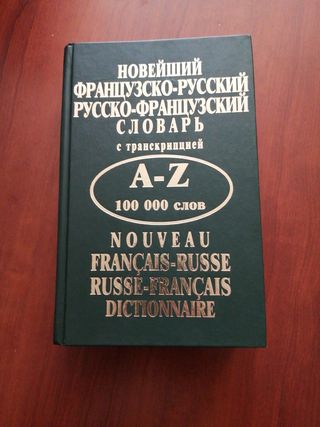 НОВЕЙШИЙ
ФРАНЦУЗСКО-РУССКИЙ
РУССКО-ФРАНЦУЗСКИЙ
СЛОВАРЬ
с транскрипцией
A-Z
100 000 слов
NOUVEAU
FRANÇAIS-RUSSE
RUSSE-FRANÇAIS
DICTIONNAIRE